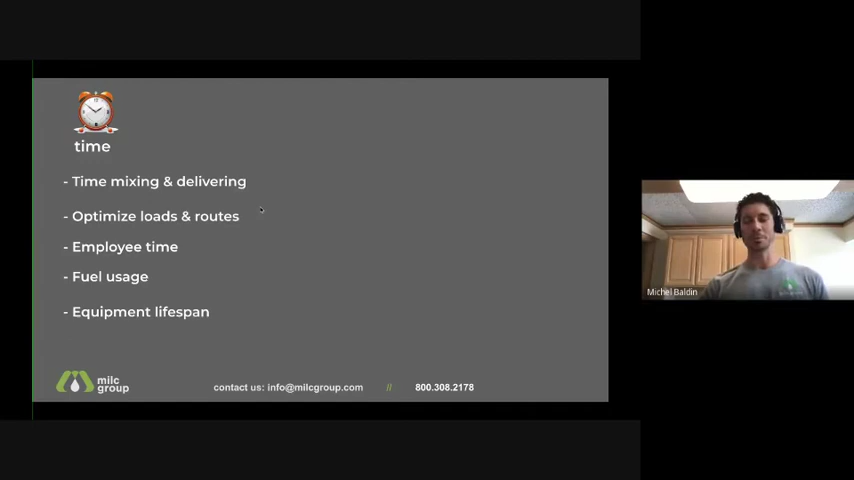 time
- Time mixing & delivering
- Optimize loads & routes
- Employee time
- Fuel usage
- Equipment lifespan
milc
group
contact us: info@milcgroup.com // 800.308.2178
Michel Baldin